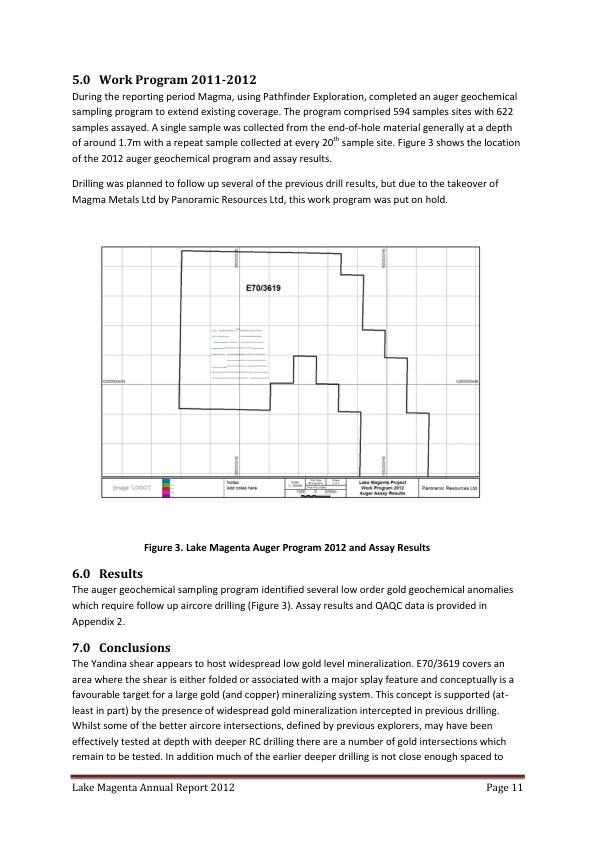 5.0 Work Program 2011-2012
During the reporting period Magma, using Pathfinder Exploration, completed an auger geochemical
sampling program to extend existing coverage. The program comprised 594 samples sites with 622
samples assayed. A single sample was collected from the end-of-hole material generally at a depth
of around 1.7m with a repeat sample collected at every 20th sample site. Figure 3 shows the location
of the 2012 auger geochemical program and assay results.
Drilling was planned to follow up several of the previous drill results, but due to the takeover of
Magma Metals Ltd by Panoramic Resources Ltd, this work program was put on hold.
E70/3619
[Image "LOGO"]
Notes:
Add notes here
Lake Magenta Project
Work Program 2012
Auger Assay Results
Panoramic Resources Ltd
Figure 3. Lake Magenta Auger Program 2012 and Assay Results
6.0 Results
The auger geochemical sampling program identified several low order gold geochemical anomalies
which require follow up aircore drilling (Figure 3). Assay results and QAQC data is provided in
Appendix 2.
7.0 Conclusions
The Yandina shear appears to host widespread low gold level mineralization. E70/3619 covers an
area where the shear is either folded or associated with a major splay feature and conceptually is a
favourable target for a large gold (and copper) mineralizing system. This concept is supported (at-
least in part) by the presence of widespread gold mineralization intercepted in previous drilling.
Whilst some of the better aircore intersections, defined by previous explorers, may have been
effectively tested at depth with deeper RC drilling there are a number of gold intersections which
remain to be tested. In addition much of the earlier deeper drilling is not close enough spaced to
Lake Magenta Annual Report 2012 Page 11